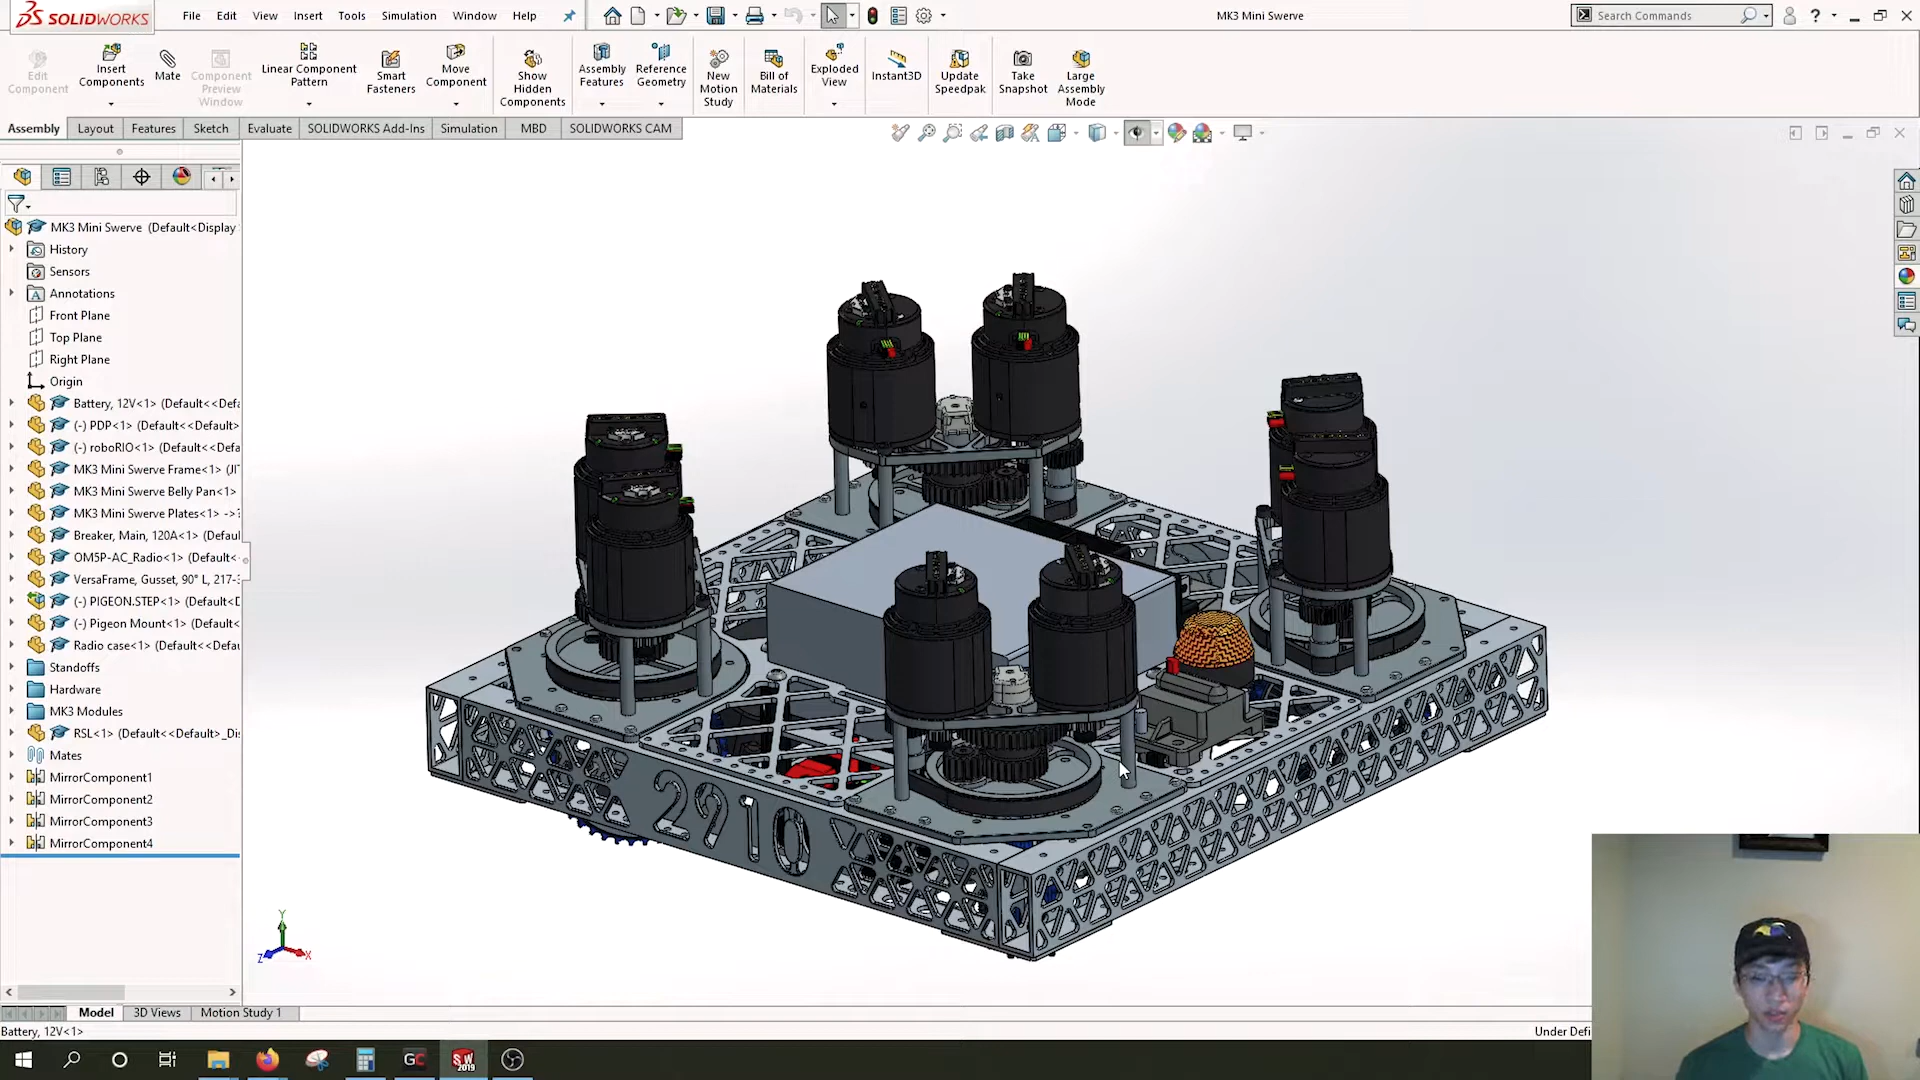 SOLIDWORKS File Edit View Insert Tools Simulation Window Help MK3 Mini Swerve Search Commands ?
Edit Component
Insert Components
Mate
Component Preview Window
Linear Component Pattern
Smart Fasteners
Move Component
Show Hidden Components
Assembly Features
Reference Geometry
New Motion Study
Bill of Materials
Exploded View
Instant3D
Update Speedpak
Take Snapshot
Large Assembly Mode
Assembly Layout Features Sketch Evaluate SOLIDWORKS Add-Ins Simulation MBD SOLIDWORKS CAM
MK3 Mini Swerve (Default<Display
History
Sensors
Annotations
Front Plane
Top Plane
Right Plane
Origin
Battery, 12V<1> (Default<<Defa
(-) PDP<1> (Default<<Default>
(-) roboRIO<1> (Default<<Defa
MK3 Mini Swerve Frame<1> (JI
MK3 Mini Swerve Belly Pan<1>
MK3 Mini Swerve Plates<1> ->?
Breaker, Main, 120A<1> (Defaul
OM5P-AC_Radio<1> (Default<
VersaFrame, Gusset, 90° L, 217-
(-) PIGEON.STEP<1> (Default<D
(-) Pigeon Mount<1> (Default<
Radio case<1> (Default<<Defau
Standoffs
Hardware
MK3 Modules
RSL<1> (Default<<Default>_Di
Mates
MirrorComponent1
MirrorComponent2
MirrorComponent3
MirrorComponent4
2910
Y
Z X
Model 3D Views Motion Study 1
Battery, 12V<1> Under Defi
GC SW 2019